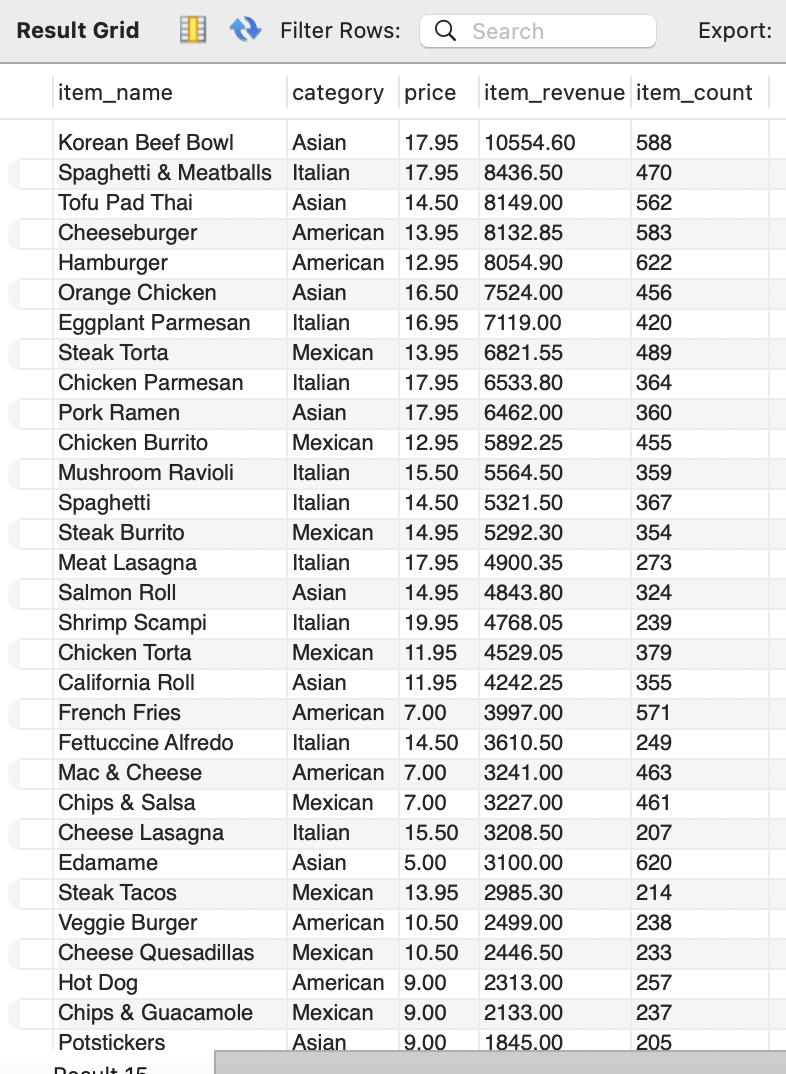 Result Grid Filter Rows: Search Export:
item_name category price item_revenue item_count
Korean Beef Bowl Asian 17.95 10554.60 588
Spaghetti & Meatballs Italian 17.95 8436.50 470
Tofu Pad Thai Asian 14.50 8149.00 562
Cheeseburger American 13.95 8132.85 583
Hamburger American 12.95 8054.90 622
Orange Chicken Asian 16.50 7524.00 456
Eggplant Parmesan Italian 16.95 7119.00 420
Steak Torta Mexican 13.95 6821.55 489
Chicken Parmesan Italian 17.95 6533.80 364
Pork Ramen Asian 17.95 6462.00 360
Chicken Burrito Mexican 12.95 5892.25 455
Mushroom Ravioli Italian 15.50 5564.50 359
Spaghetti Italian 14.50 5321.50 367
Steak Burrito Mexican 14.95 5292.30 354
Meat Lasagna Italian 17.95 4900.35 273
Salmon Roll Asian 14.95 4843.80 324
Shrimp Scampi Italian 19.95 4768.05 239
Chicken Torta Mexican 11.95 4529.05 379
California Roll Asian 11.95 4242.25 355
French Fries American 7.00 3997.00 571
Fettuccine Alfredo Italian 14.50 3610.50 249
Mac & Cheese American 7.00 3241.00 463
Chips & Salsa Mexican 7.00 3227.00 461
Cheese Lasagna Italian 15.50 3208.50 207
Edamame Asian 5.00 3100.00 620
Steak Tacos Mexican 13.95 2985.30 214
Veggie Burger American 10.50 2499.00 238
Cheese Quesadillas Mexican 10.50 2446.50 233
Hot Dog American 9.00 2313.00 257
Chips & Guacamole Mexican 9.00 2133.00 237
Potstickers Asian 9.00 1845.00 205
Result 15